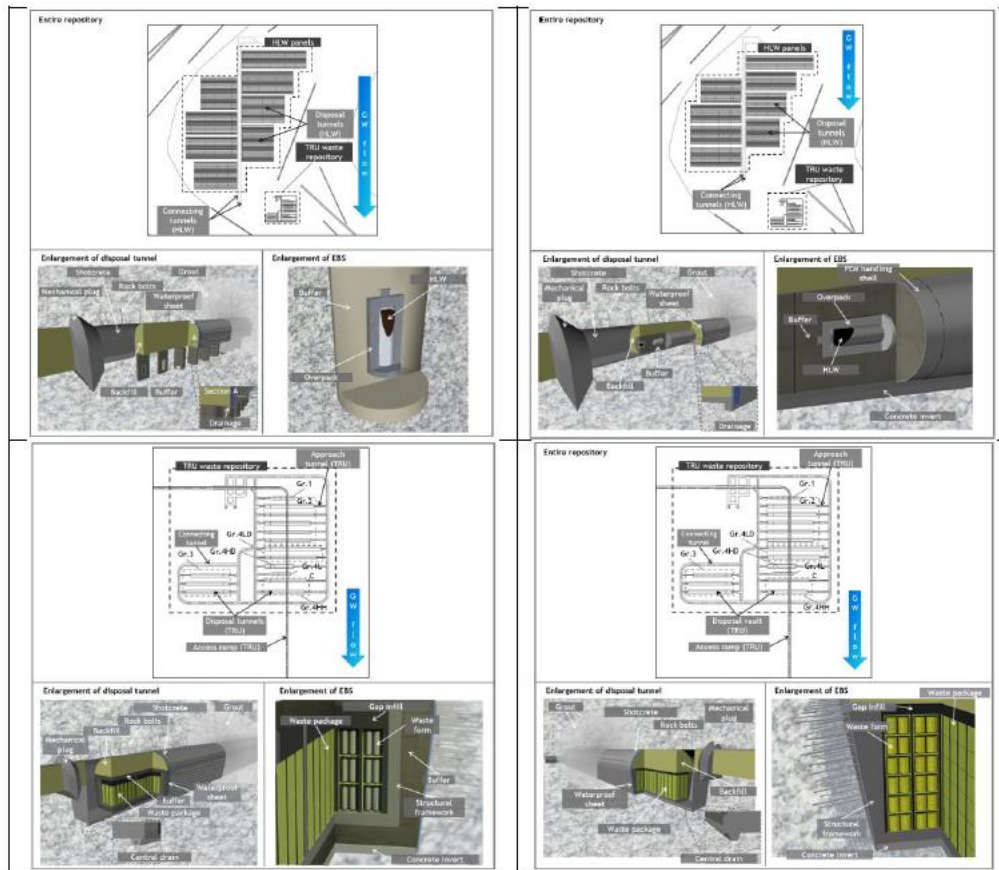 Entire repository
HLW panels
GW flow
Disposal
tunnels
(HLW)
TRU waste
repository
Connecting
tunnels
(HLW)
Enlargement of disposal tunnel
Shotcrete
Grout
Rock bolts
Mechanical plug
Waterproof
sheet
Backfill
Buffer
Section A
Drainage
Enlargement of EBS
HLW
Buffer
Overpack
Entire repository
HLW panels
GW flow
Disposal
tunnels
(HLW)
TRU waste
repository
Connecting
tunnels
(HLW)
Enlargement of disposal tunnel
Shotcrete
Grout
Mechanical
plug
Rock bolts
Waterproof
sheet
Buffer
Backfill
Drainage
Enlargement of EBS
PEM handling
shell
Overpack
Buffer
HLW
Concrete invert
TRU waste repository
Approach
tunnel (TRU)
Gr.1
Gr.2
Connecting
tunnel
Gr.4LD
Gr.3
Gr.4HD
Gr.4L
C
Gr.4HH
Disposal tunnels
(TRU)
Access ramp (TRU)
GW flow
Enlargement of disposal tunnel
Shotcrete
Grout
Rock bolts
Backfill
Mechanical
plug
Waterproof
sheet
Buffer
Waste package
Central drain
Enlargement of EBS
Gap infill
Waste package
Waste
form
Buffer
Structural
framework
Concrete invert
Entire repository
TRU waste repository
Approach
tunnel (TRU)
Gr.1
Gr.2
Connecting
tunnel
Gr.4LD
Gr.3
Gr.4HD
Gr.4L
C
Gr.4HH
Disposal vault
(TRU)
Access ramp (TRU)
GW flow
Enlargement of disposal tunnel
Grout
Shotcrete
Mechanical
plug
Rock bolts
Waterproof
sheet
Backfill
Waste package
Central drain
Enlargement of EBS
Waste package
Gap infill
Waste form
Structural
framework
Concrete invert